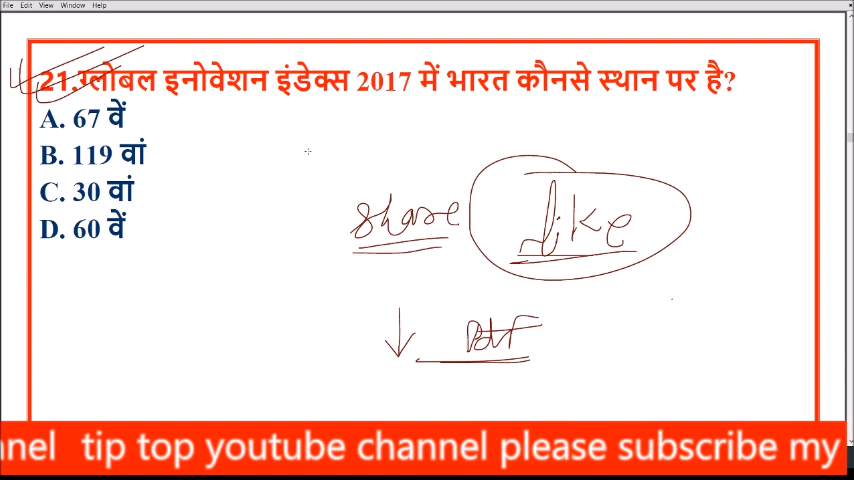 File Edit View Window Help
21.ग्लोबल इनोवेशन इंडेक्स 2017 में भारत कौनसे स्थान पर है?
A. 67 वें
B. 119 वां
C. 30 वां
D. 60 वें
share Like
nnel tip top youtube channel please subscribe my